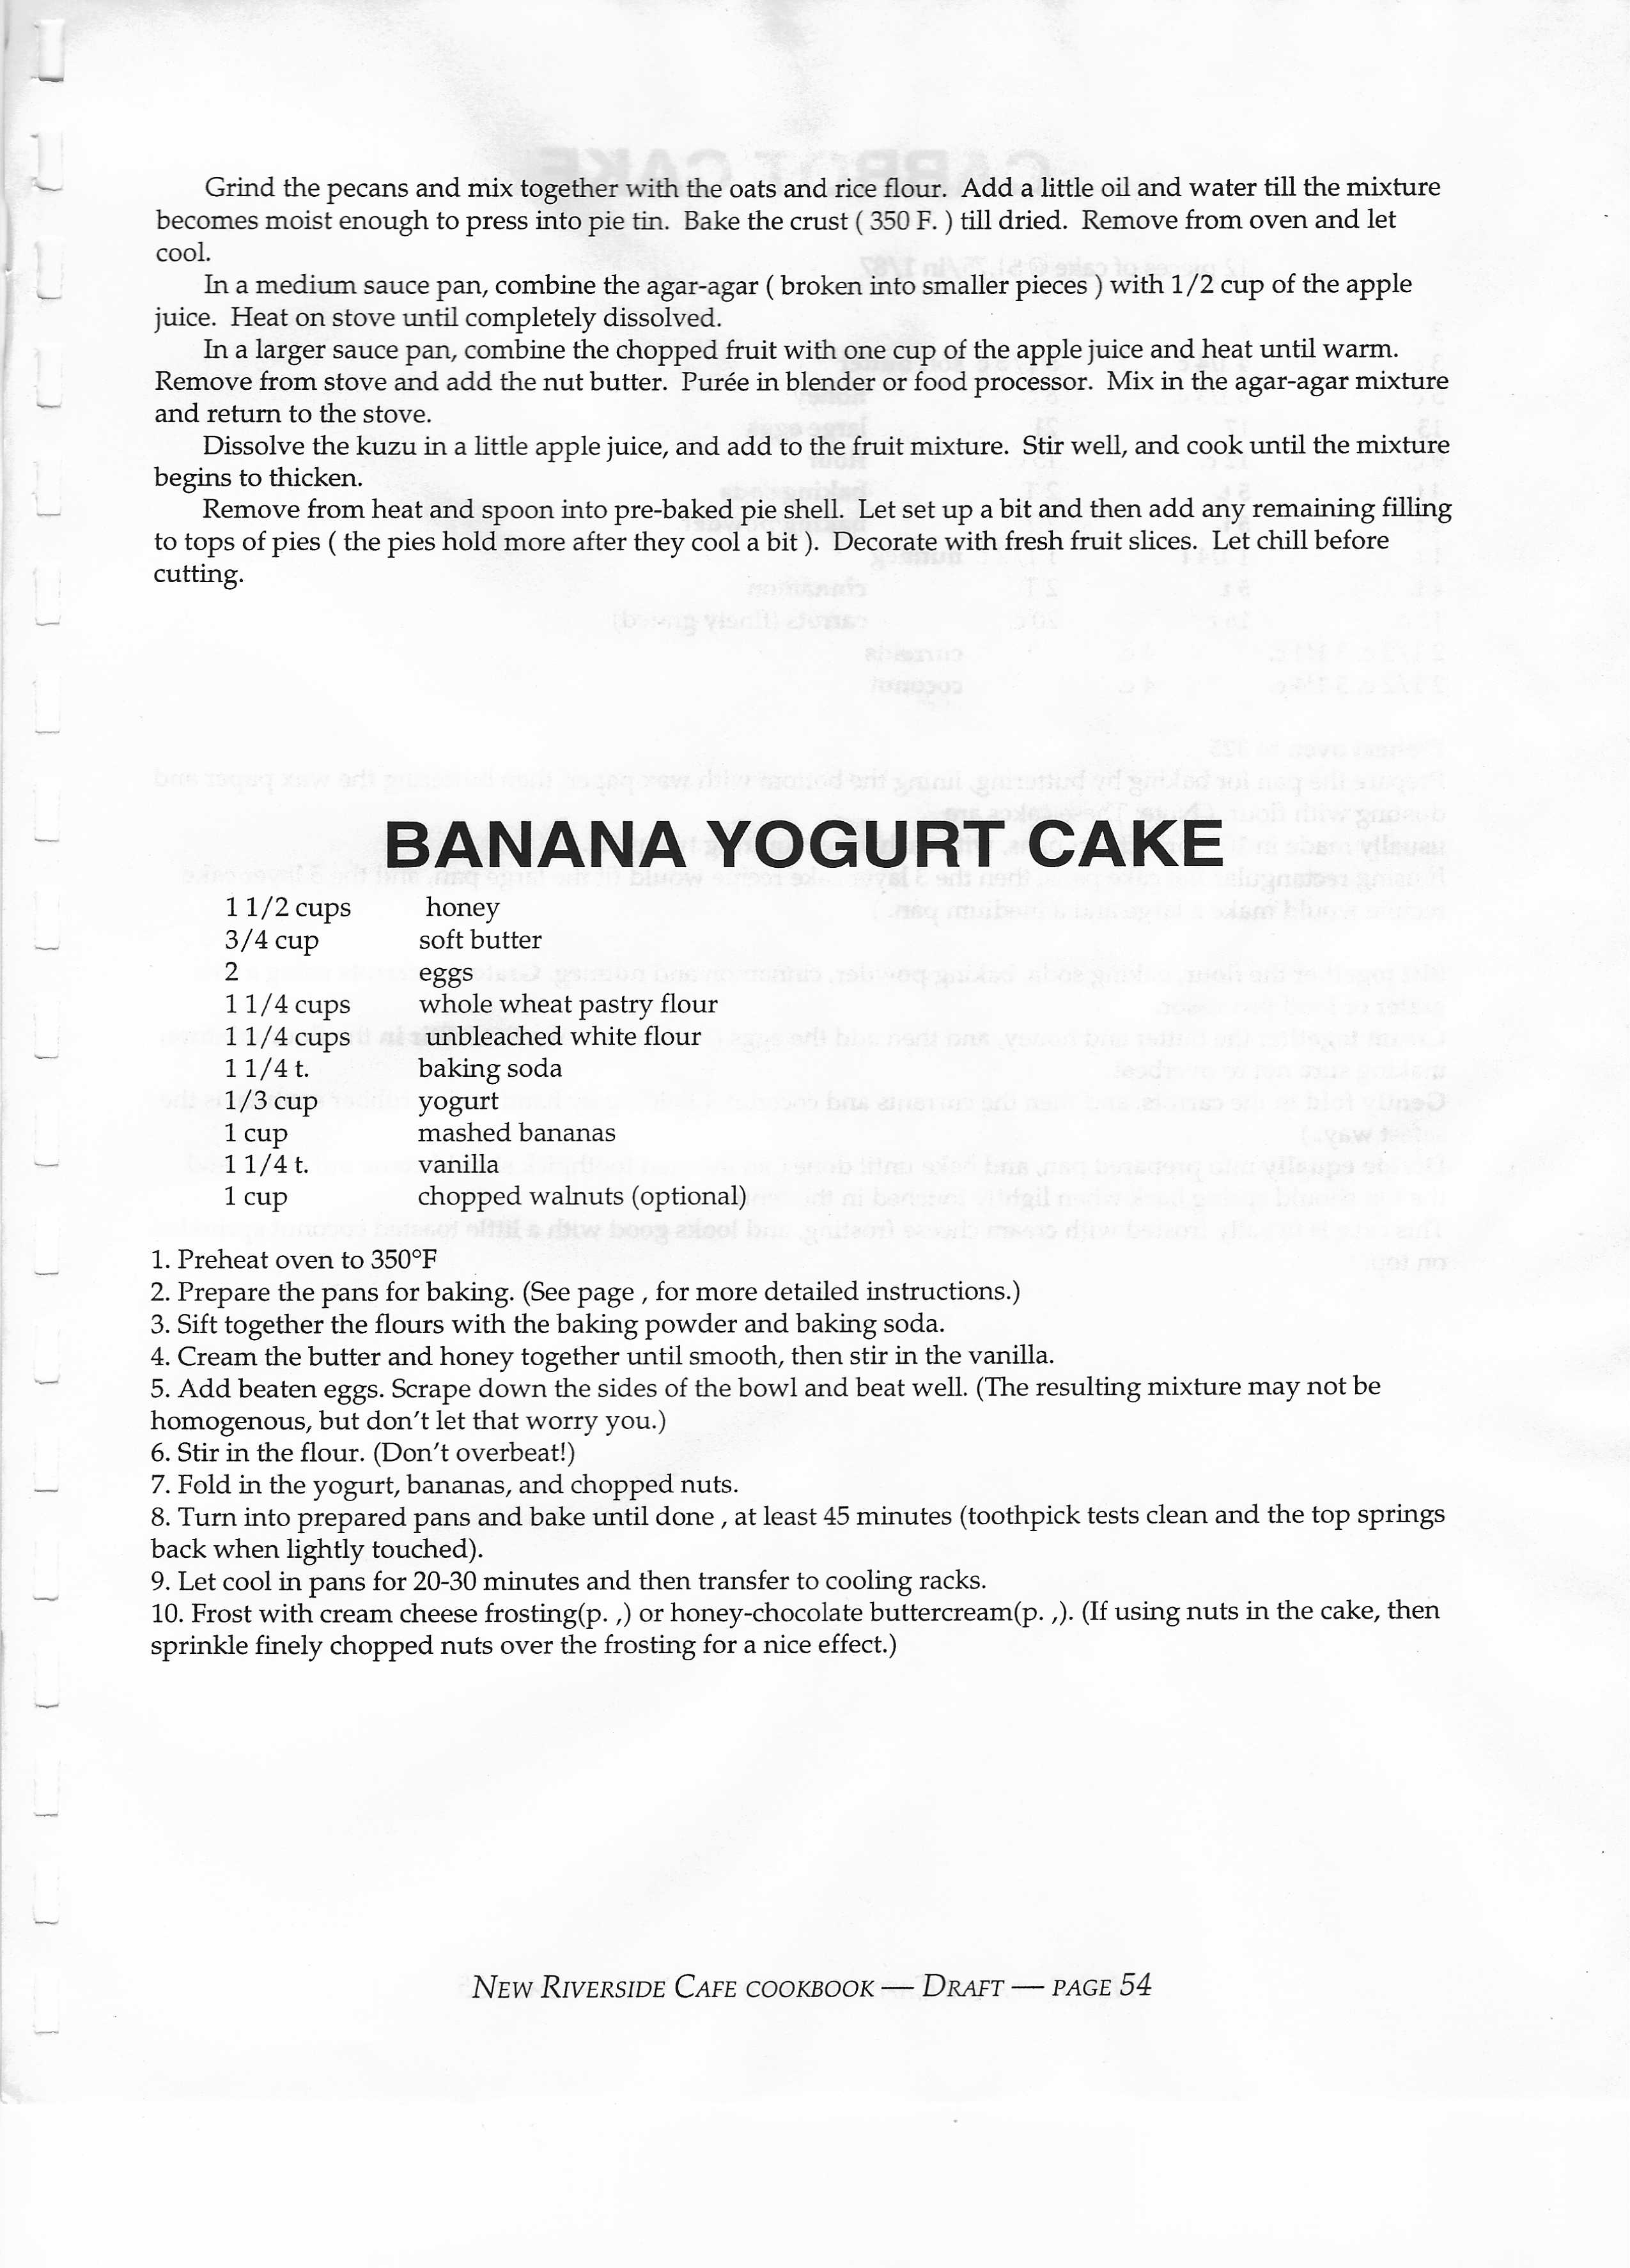 Grind the pecans and mix together with the oats and rice flour. Add a little oil and water till the mixture
becomes moist enough to press into pie tin. Bake the crust ( 350 F. ) till dried. Remove from oven and let
cool.
In a medium sauce pan, combine the agar-agar ( broken into smaller pieces ) with 1/2 cup of the apple
juice. Heat on stove until completely dissolved.
In a larger sauce pan, combine the chopped fruit with one cup of the apple juice and heat until warm.
Remove from stove and add the nut butter. Purée in blender or food processor. Mix in the agar-agar mixture
and return to the stove.
Dissolve the kuzu in a little apple juice, and add to the fruit mixture. Stir well, and cook until the mixture
begins to thicken.
Remove from heat and spoon into pre-baked pie shell. Let set up a bit and then add any remaining filling
to tops of pies ( the pies hold more after they cool a bit ). Decorate with fresh fruit slices. Let chill before
cutting.
BANANA YOGURT CAKE
1 1/2 cups honey
3/4 cup soft butter
2 eggs
1 1/4 cups whole wheat pastry flour
1 1/4 cups unbleached white flour
1 1/4 t. baking soda
1/3 cup yogurt
1 cup mashed bananas
1 1/4 t. vanilla
1 cup chopped walnuts (optional)
1. Preheat oven to 350°F
2. Prepare the pans for baking. (See page , for more detailed instructions.)
3. Sift together the flours with the baking powder and baking soda.
4. Cream the butter and honey together until smooth, then stir in the vanilla.
5. Add beaten eggs. Scrape down the sides of the bowl and beat well. (The resulting mixture may not be
homogenous, but don't let that worry you.)
6. Stir in the flour. (Don't overbeat!)
7. Fold in the yogurt, bananas, and chopped nuts.
8. Turn into prepared pans and bake until done , at least 45 minutes (toothpick tests clean and the top springs
back when lightly touched).
9. Let cool in pans for 20-30 minutes and then transfer to cooling racks.
10. Frost with cream cheese frosting(p. ,) or honey-chocolate buttercream(p. ,). (If using nuts in the cake, then
sprinkle finely chopped nuts over the frosting for a nice effect.)
NEW RIVERSIDE CAFE COOKBOOK — DRAFT — PAGE 54